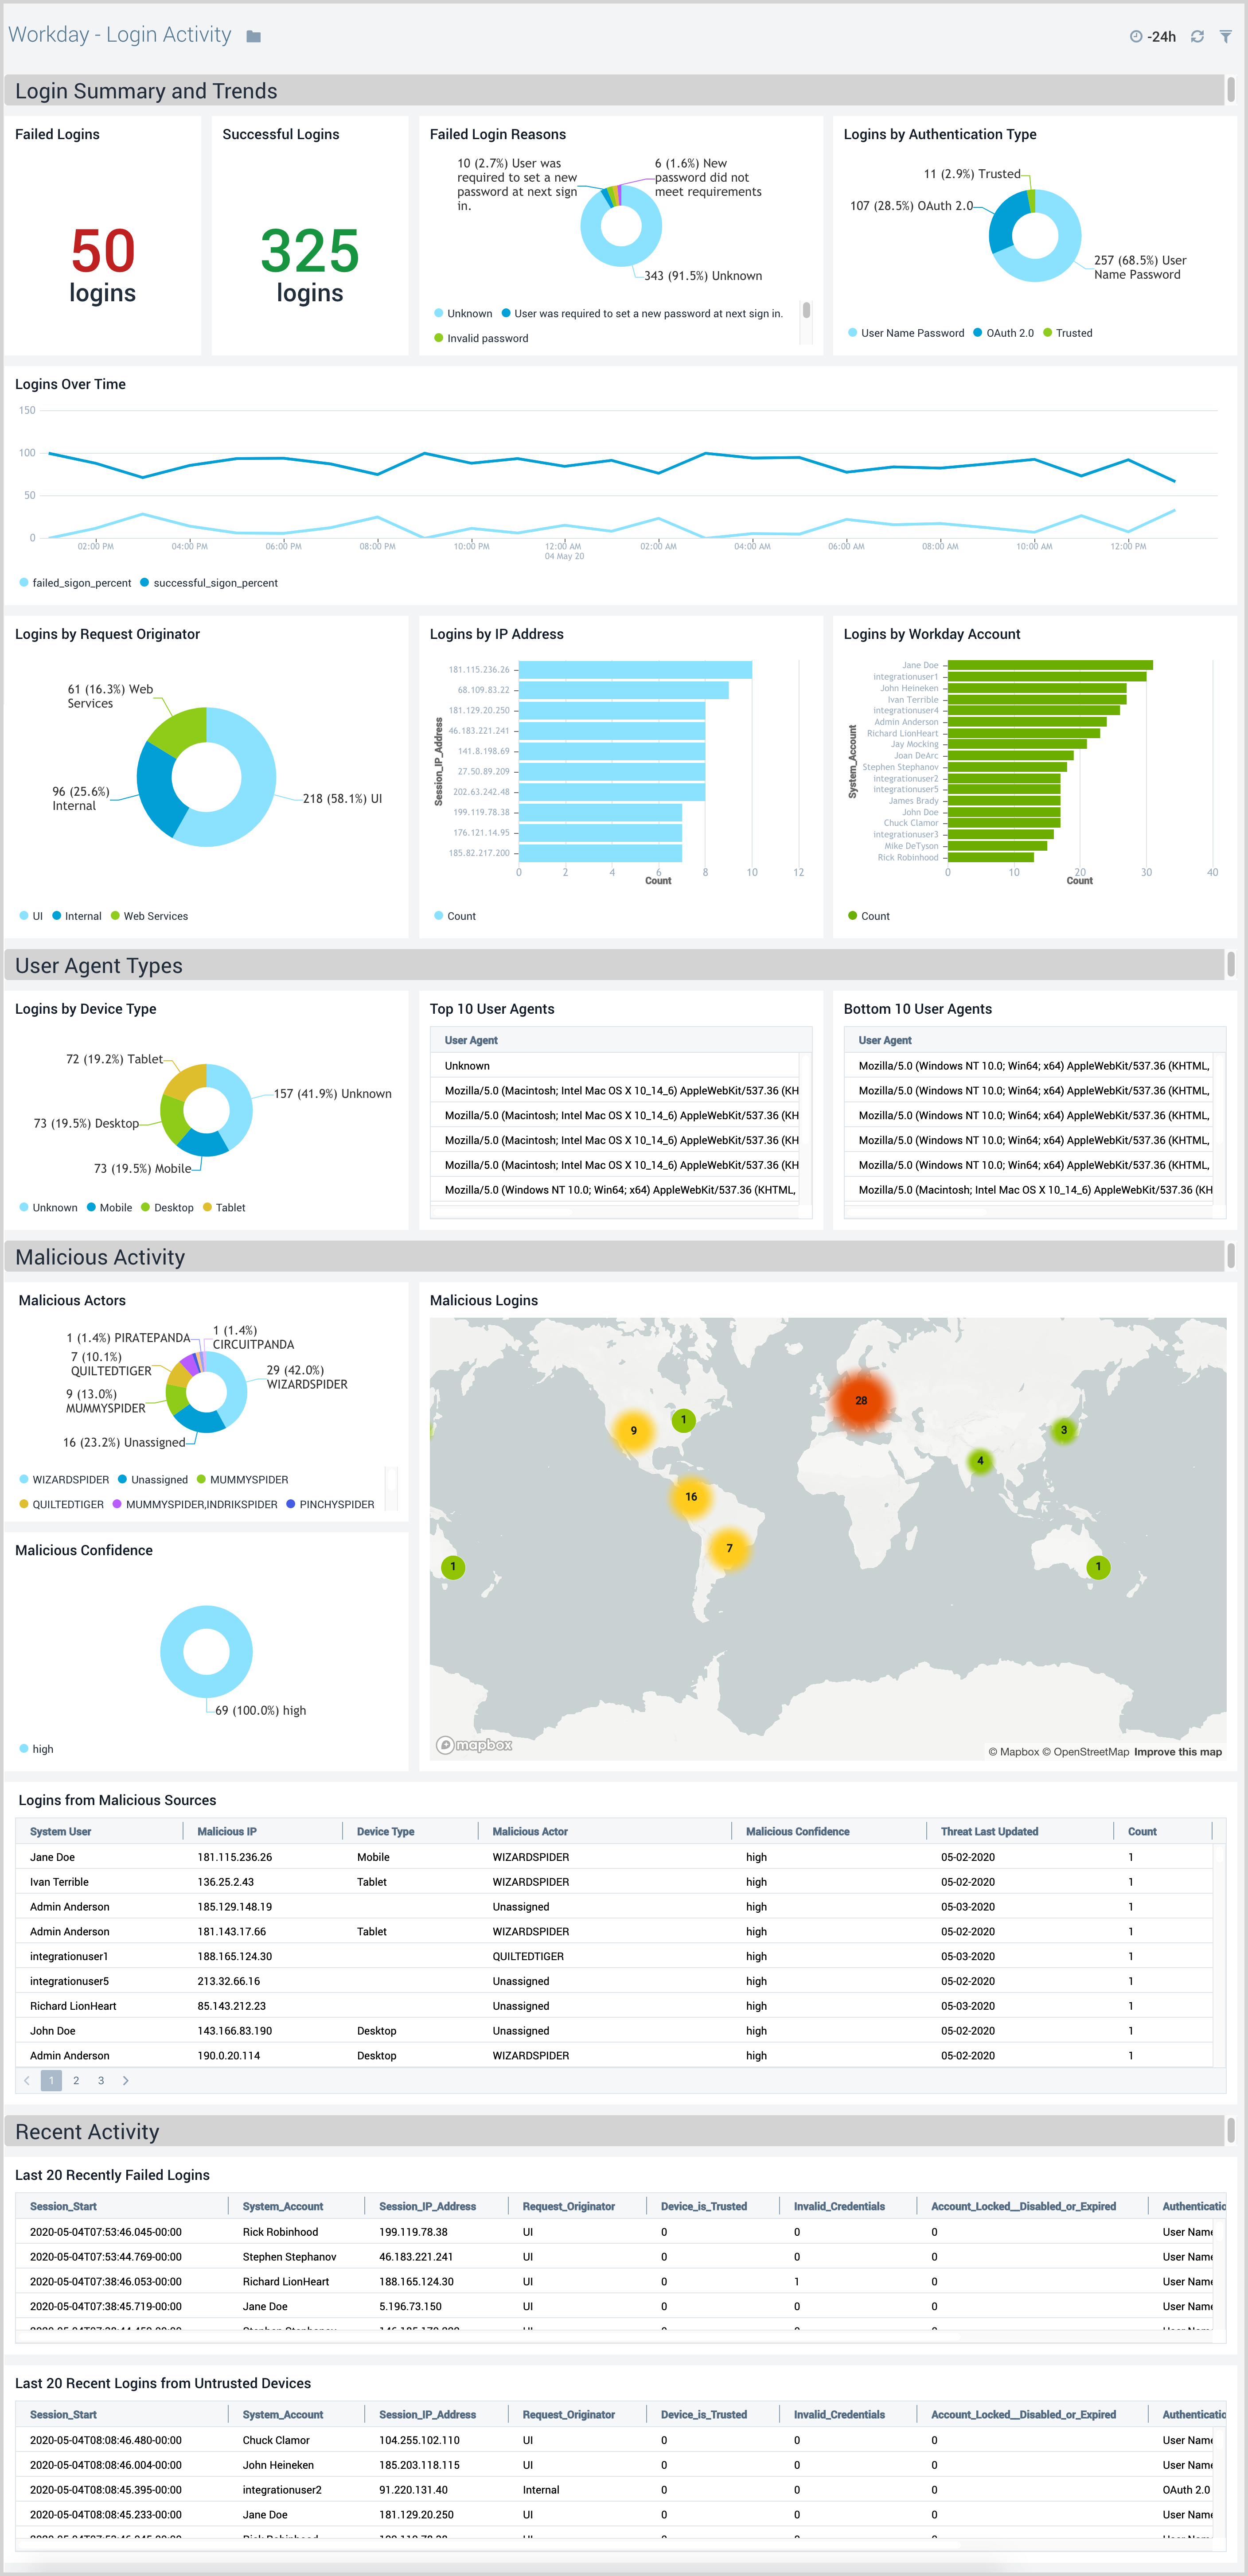 Workday - Login Activity
-24h
Login Summary and Trends
Failed Logins
50
logins
Successful Logins
325
logins
Failed Login Reasons
10 (2.7%) User was
required to set a new
password at next sign
in.
6 (1.6%) New
password did not
meet requirements
343 (91.5%) Unknown
Unknown User was required to set a new password at next sign in.
Invalid password
Logins by Authentication Type
11 (2.9%) Trusted
107 (28.5%) OAuth 2.0
257 (68.5%) User
Name Password
User Name Password OAuth 2.0 Trusted
Logins Over Time
150
100
50
0
02:00 PM 04:00 PM 06:00 PM 08:00 PM 10:00 PM 12:00 AM 02:00 AM 04:00 AM 06:00 AM 08:00 AM 10:00 AM 12:00 PM
04 May 20
failed_sigon_percent successful_sigon_percent
Logins by Request Originator
61 (16.3%) Web
Services
96 (25.6%)
Internal
218 (58.1%) UI
UI Internal Web Services
Logins by IP Address
Session_IP_Address
181.115.236.26
68.109.83.22
181.129.20.250
46.183.221.241
141.8.198.69
27.50.89.209
202.63.242.48
199.119.78.38
176.121.14.95
185.82.217.200
0 2 4 6 8 10 12
Count
Count
Logins by Workday Account
System_Account
Jane Doe
integrationuser1
John Heineken
Ivan Terrible
integrationuser4
Admin Anderson
Richard LionHeart
Jay Mocking
Joan DeArc
Stephen Stephanov
integrationuser2
integrationuser5
James Brady
John Doe
Chuck Clamor
integrationuser3
Mike DeTyson
Rick Robinhood
0 10 20 30 40
Count
Count
User Agent Types
Logins by Device Type
72 (19.2%) Tablet
157 (41.9%) Unknown
73 (19.5%) Desktop
73 (19.5%) Mobile
Unknown Mobile Desktop Tablet
Top 10 User Agents
User Agent
Unknown
Mozilla/5.0 (Macintosh; Intel Mac OS X 10_14_6) AppleWebKit/537.36 (KH
Mozilla/5.0 (Macintosh; Intel Mac OS X 10_14_6) AppleWebKit/537.36 (KH
Mozilla/5.0 (Macintosh; Intel Mac OS X 10_14_6) AppleWebKit/537.36 (KH
Mozilla/5.0 (Macintosh; Intel Mac OS X 10_14_6) AppleWebKit/537.36 (KH
Mozilla/5.0 (Windows NT 10.0; Win64; x64) AppleWebKit/537.36 (KHTML,
Bottom 10 User Agents
User Agent
Mozilla/5.0 (Windows NT 10.0; Win64; x64) AppleWebKit/537.36 (KHTML,
Mozilla/5.0 (Windows NT 10.0; Win64; x64) AppleWebKit/537.36 (KHTML,
Mozilla/5.0 (Windows NT 10.0; Win64; x64) AppleWebKit/537.36 (KHTML,
Mozilla/5.0 (Windows NT 10.0; Win64; x64) AppleWebKit/537.36 (KHTML,
Mozilla/5.0 (Windows NT 10.0; Win64; x64) AppleWebKit/537.36 (KHTML,
Mozilla/5.0 (Macintosh; Intel Mac OS X 10_14_6) AppleWebKit/537.36 (KH
Malicious Activity
Malicious Actors
1 (1.4%) PIRATEPANDA
1 (1.4%)
CIRCUITPANDA
7 (10.1%)
QUILTEDTIGER
29 (42.0%)
WIZARDSPIDER
9 (13.0%)
MUMMYSPIDER
16 (23.2%) Unassigned
WIZARDSPIDER Unassigned MUMMYSPIDER
QUILTEDTIGER MUMMYSPIDER,INDRIKSPIDER PINCHYSPIDER
Malicious Confidence
69 (100.0%) high
high
Malicious Logins
28
1
9
3
4
16
7
1
1
mapbox
© Mapbox © OpenStreetMap Improve this map
Logins from Malicious Sources
System User Malicious IP Device Type Malicious Actor Malicious Confidence Threat Last Updated Count
Jane Doe 181.115.236.26 Mobile WIZARDSPIDER high 05-02-2020 1
Ivan Terrible 136.25.2.43 Tablet WIZARDSPIDER high 05-02-2020 1
Admin Anderson 185.129.148.19 Unassigned high 05-03-2020 1
Admin Anderson 181.143.17.66 Tablet WIZARDSPIDER high 05-02-2020 1
integrationuser1 188.165.124.30 QUILTEDTIGER high 05-03-2020 1
integrationuser5 213.32.66.16 Unassigned high 05-02-2020 1
Richard LionHeart 85.143.212.23 Unassigned high 05-03-2020 1
John Doe 143.166.83.190 Desktop Unassigned high 05-02-2020 1
Admin Anderson 190.0.20.114 Desktop WIZARDSPIDER high 05-02-2020 1
1 2 3
Recent Activity
Last 20 Recently Failed Logins
Session_Start System_Account Session_IP_Address Request_Originator Device_is_Trusted Invalid_Credentials Account_Locked__Disabled_or_Expired Authenticatio
2020-05-04T07:53:46.045-00:00 Rick Robinhood 199.119.78.38 UI 0 0 0 User Name
2020-05-04T07:53:44.769-00:00 Stephen Stephanov 46.183.221.241 UI 0 0 0 User Name
2020-05-04T07:38:46.053-00:00 Richard LionHeart 188.165.124.30 UI 0 1 0 User Name
2020-05-04T07:38:45.719-00:00 Jane Doe 5.196.73.150 UI 0 0 0 User Name
Last 20 Recent Logins from Untrusted Devices
Session_Start System_Account Session_IP_Address Request_Originator Device_is_Trusted Invalid_Credentials Account_Locked__Disabled_or_Expired Authenticatio
2020-05-04T08:08:46.480-00:00 Chuck Clamor 104.255.102.110 UI 0 0 0 User Name
2020-05-04T08:08:46.004-00:00 John Heineken 185.203.118.115 UI 0 0 0 User Name
2020-05-04T08:08:45.395-00:00 integrationuser2 91.220.131.40 Internal 0 0 0 OAuth 2.0
2020-05-04T08:08:45.233-00:00 Jane Doe 181.129.20.250 UI 0 0 0 User Name